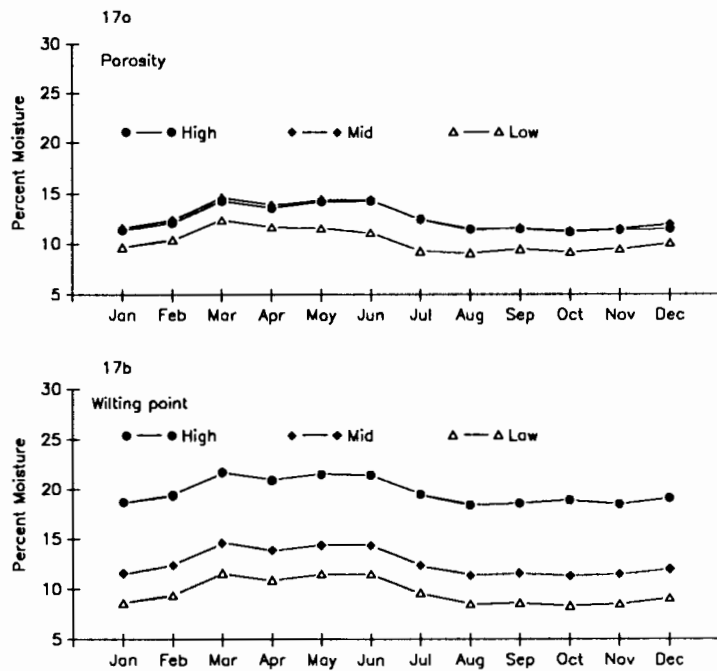 17a
Porosity
30
25
20
15
10
5
Percent Moisture
High
Mid
Low
Jan Feb Mar Apr May Jun Jul Aug Sep Oct Nov Dec
17b
Wilting point
30
25
20
15
10
5
Percent Moisture
High
Mid
Low
Jan Feb Mar Apr May Jun Jul Aug Sep Oct Nov Dec